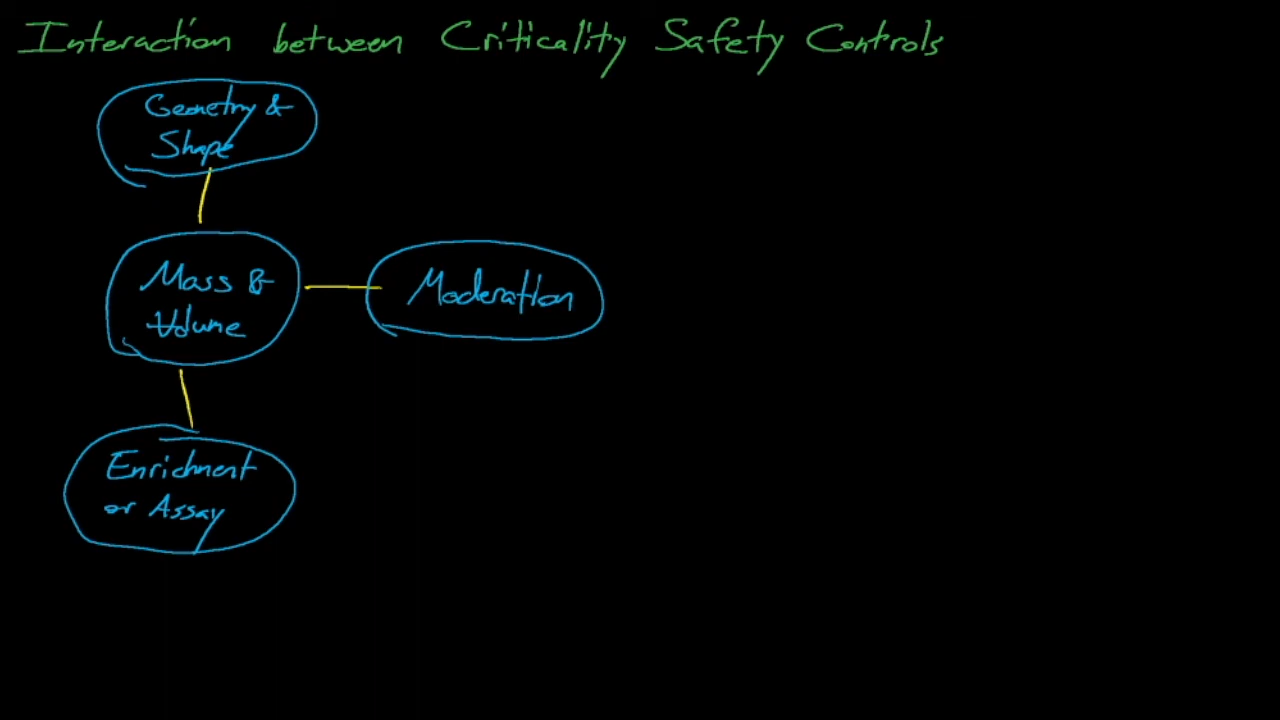 Interaction between Criticality Safety Controls
Geometry &
Shape
Mass &
Volume
Moderation
Enrichment
or Assay